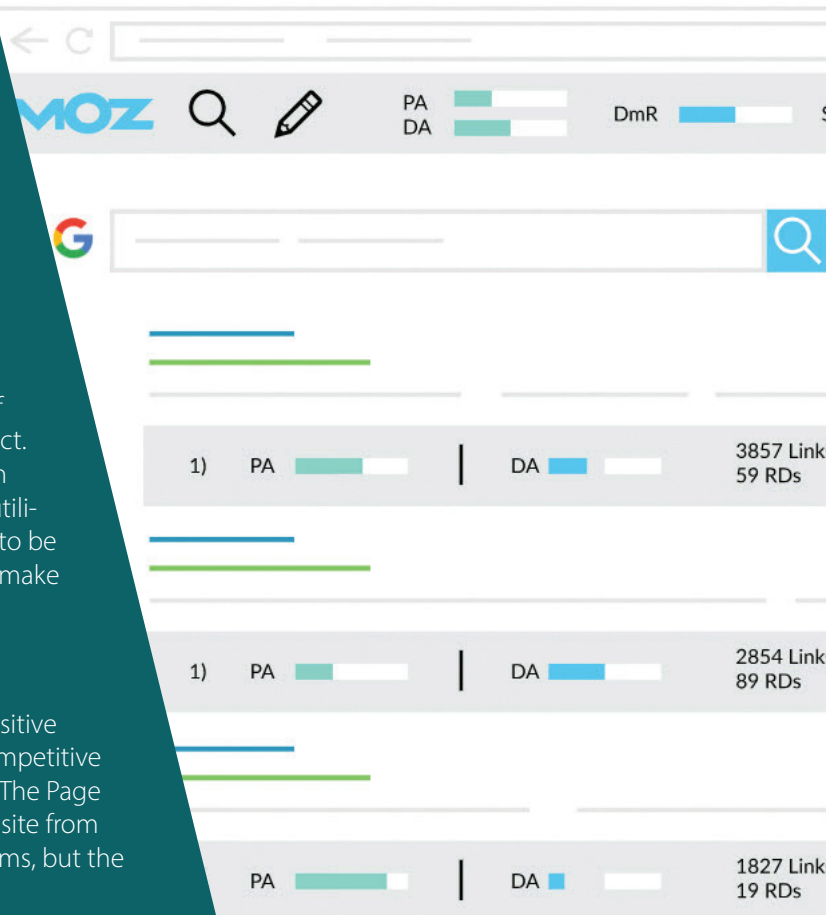 MOZ
PA
DA
DmR
G
ct.
tili-
to be
make
1) PA DA
3857 Link
59 RDs
1) PA DA
2854 Link
89 RDs
sitive
mpetitive
The Page
site from
ms, but the
PA DA
1827 Link
19 RDs